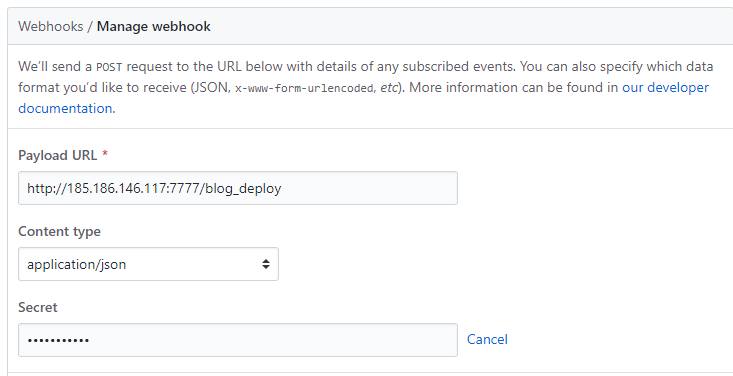 Webhooks / Manage webhook
We'll send a POST request to the URL below with details of any subscribed events. You can also specify which data
format you'd like to receive (JSON, x-www-form-urlencoded, etc). More information can be found in our developer
documentation.
Payload URL *
http://185.186.146.117:7777/blog_deploy
Content type
application/json
Secret
•••••••••••
Cancel